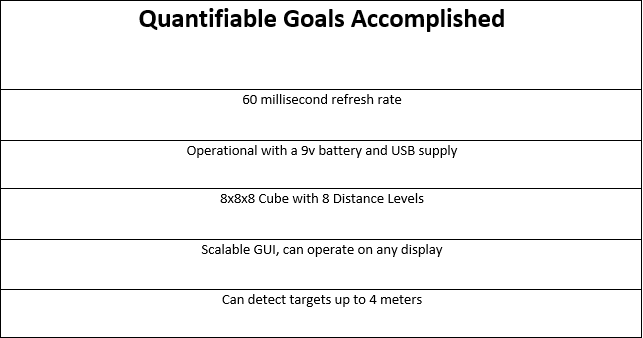 Quantifiable Goals Accomplished
60 millisecond refresh rate
Operational with a 9v battery and USB supply
8x8x8 Cube with 8 Distance Levels
Scalable GUI, can operate on any display
Can detect targets up to 4 meters